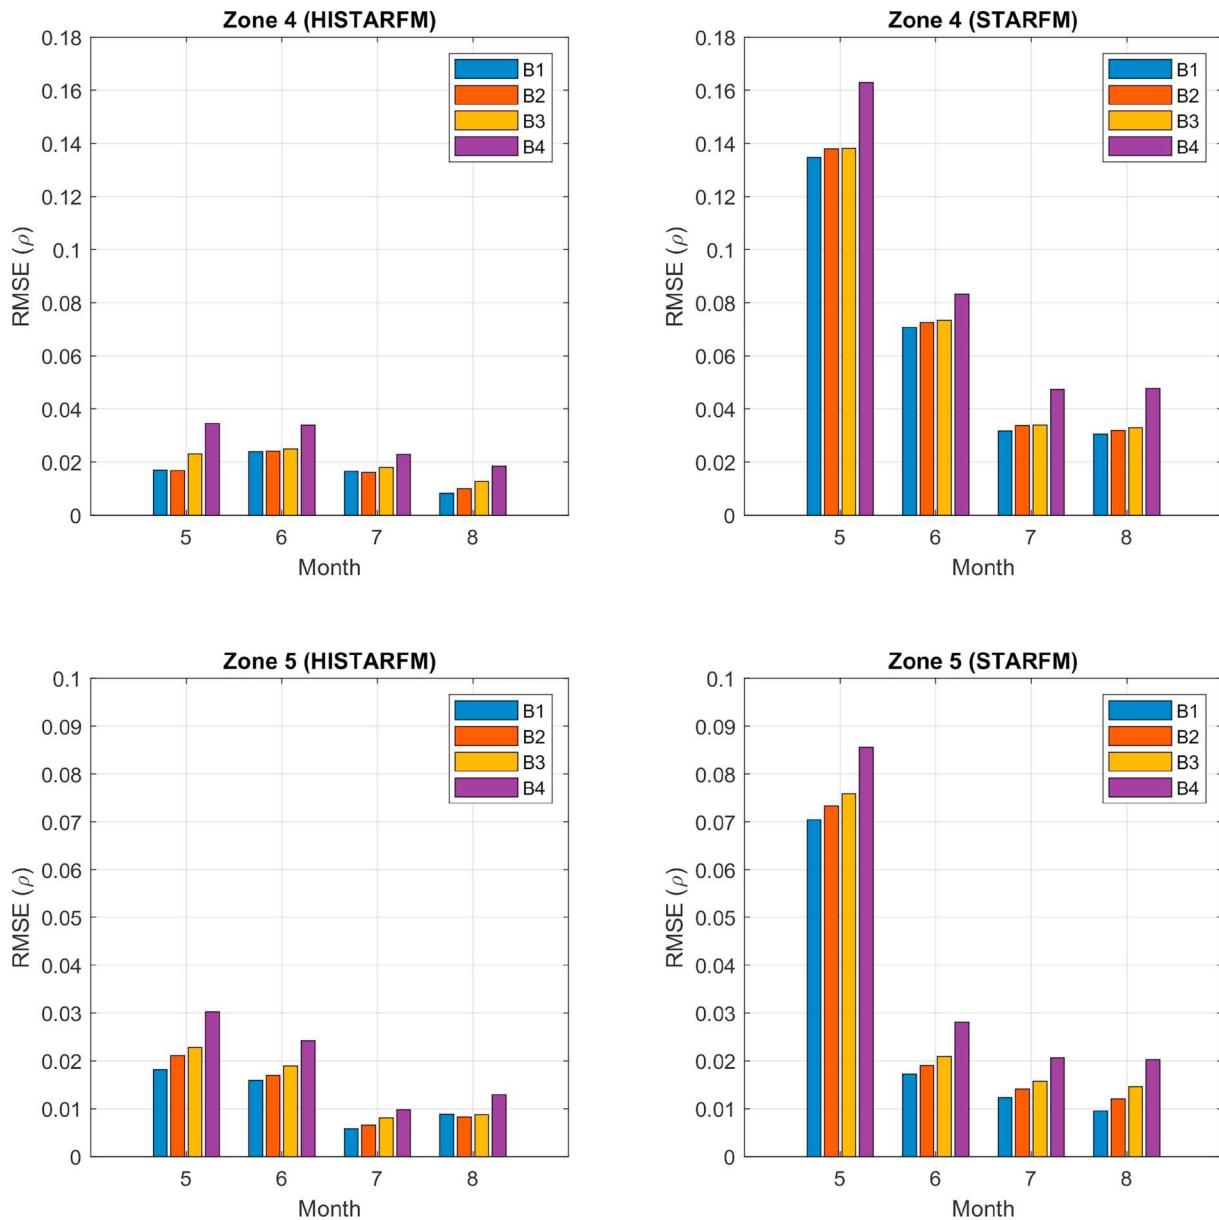 Zone 4 (HISTARFM)
0.18
0.16
0.14
0.12
0.1
0.08
0.06
0.04
0.02
0
RMSE (ρ)
B1
B2
B3
B4
5 6 7 8
Month
Zone 4 (STARFM)
0.18
0.16
0.14
0.12
0.1
0.08
0.06
0.04
0.02
0
RMSE (ρ)
B1
B2
B3
B4
5 6 7 8
Month
Zone 5 (HISTARFM)
0.1
0.09
0.08
0.07
0.06
0.05
0.04
0.03
0.02
0.01
0
RMSE (ρ)
B1
B2
B3
B4
5 6 7 8
Month
Zone 5 (STARFM)
0.1
0.09
0.08
0.07
0.06
0.05
0.04
0.03
0.02
0.01
0
RMSE (ρ)
B1
B2
B3
B4
5 6 7 8
Month